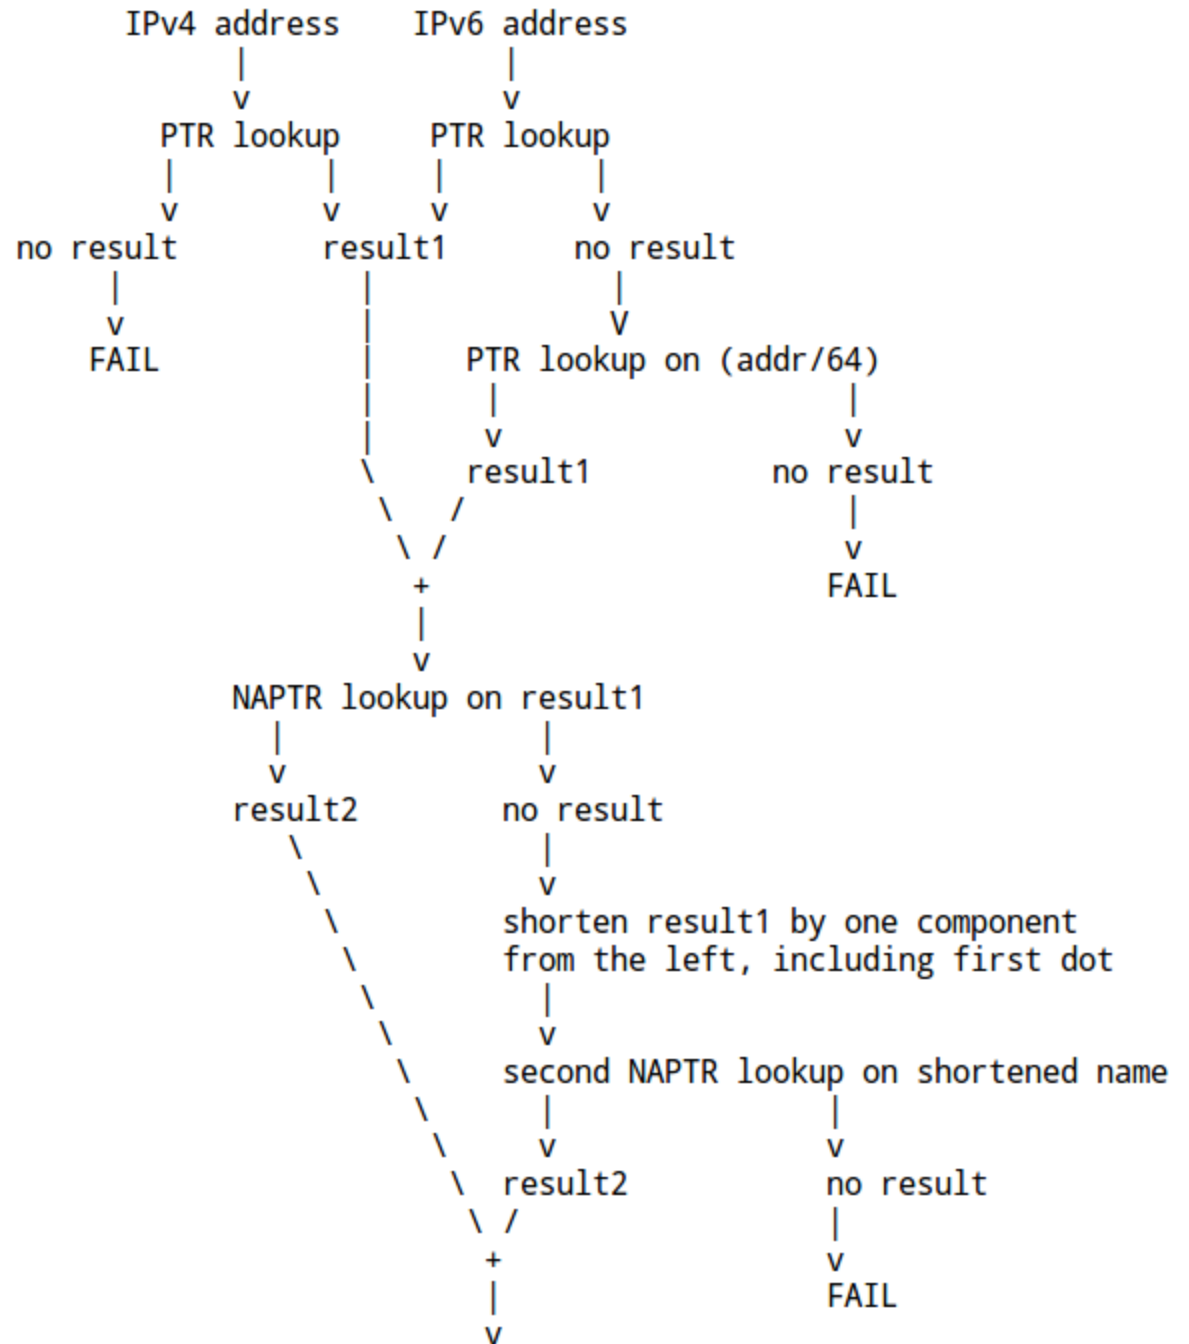 IPv4 address    IPv6 address
            |              |
            v              v
        PTR lookup     PTR lookup
        |        |     |        |
        v        v     v        v
no result        result1       no result
     |             |             |
     v             |             V
    FAIL           |     PTR lookup on (addr/64)
                   |      |                   |
                   |      v                   v
                   \     result1          no result
                    \   /                     |
                     \ /                      v
                      +                      FAIL
                      |
                      v
            NAPTR lookup on result1
              |              |
              v              v
            result2        no result
               \             |
                \            v
                 \         shorten result1 by one component
                  \        from the left, including first dot
                   \         |
                    \        v
                     \     second NAPTR lookup on shortened name
                      \      |               |
                       \     v               v
                        \  result2           no result
                         \ /                 |
                          +                  v
                          |                  FAIL
                          v